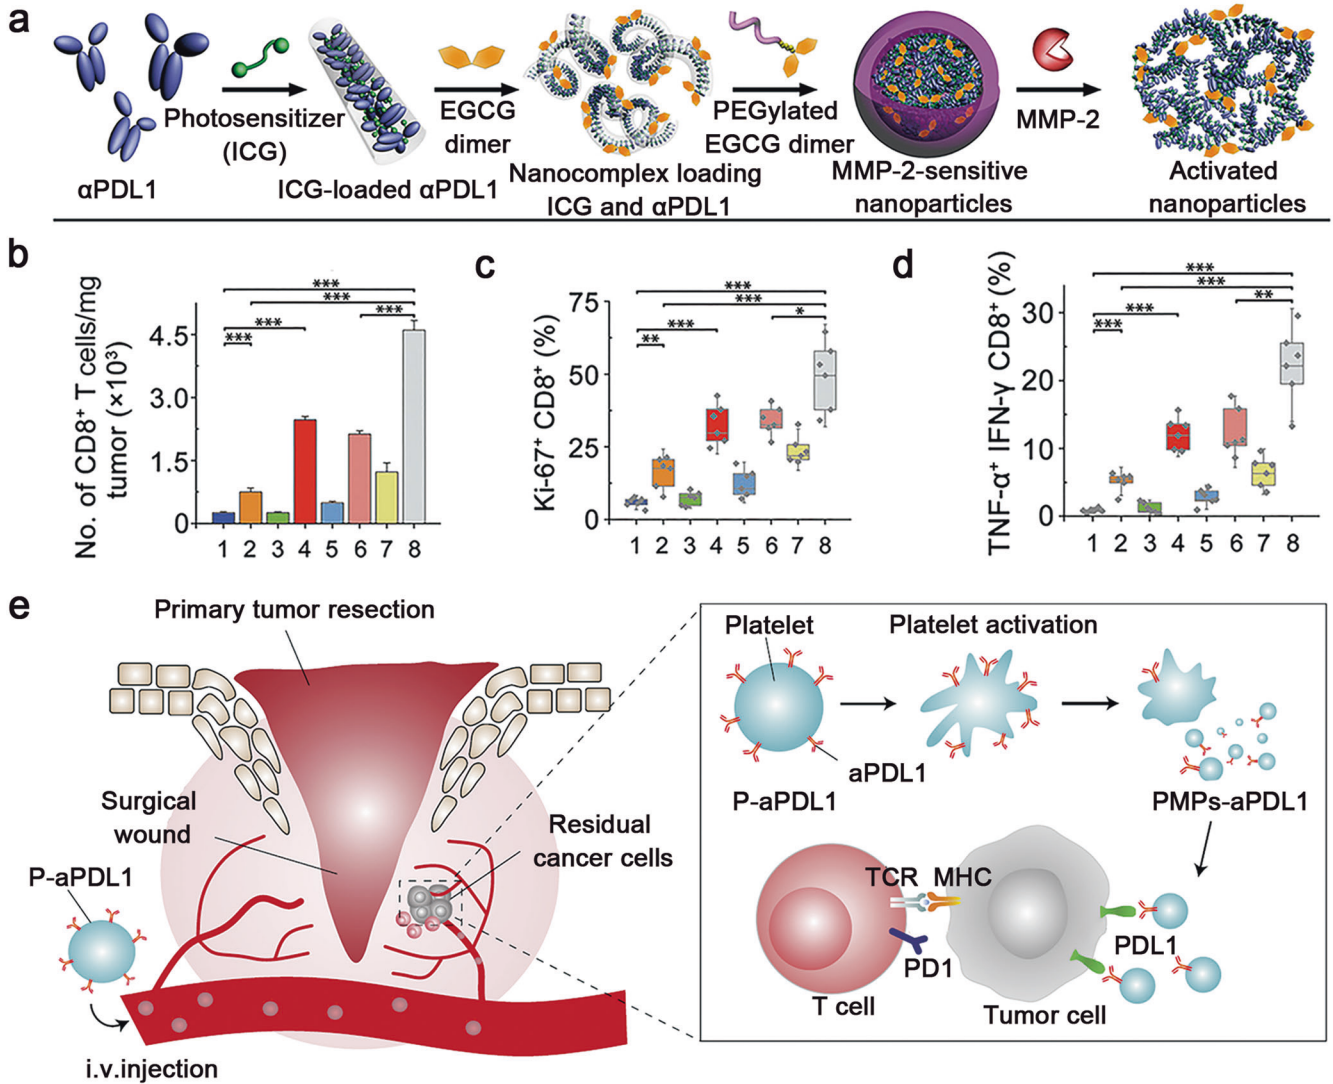 a
Photosensitizer
(ICG)
EGCG
dimer
PEGylated
EGCG dimer
MMP-2
αPDL1
ICG-loaded αPDL1
Nanocomplex loading
ICG and αPDL1
MMP-2-sensitive
nanoparticles
Activated
nanoparticles
b
No. of CD8⁺ T cells/mg
tumor (×10³)
***
***
***
***
***
4.5
3.0
1.5
0
1 2 3 4 5 6 7 8
c
Ki-67⁺ CD8⁺ (%)
***
***
*
***
**
75
50
25
0
1 2 3 4 5 6 7 8
d
TNF-α⁺ IFN-γ CD8⁺ (%)
***
***
**
***
***
30
20
10
0
1 2 3 4 5 6 7 8
e
Primary tumor resection
Surgical
wound
Residual
cancer cells
P-aPDL1
i.v.injection
Platelet
Platelet activation
aPDL1
P-aPDL1
PMPs-aPDL1
TCR MHC
PD1
PDL1
T cell
Tumor cell